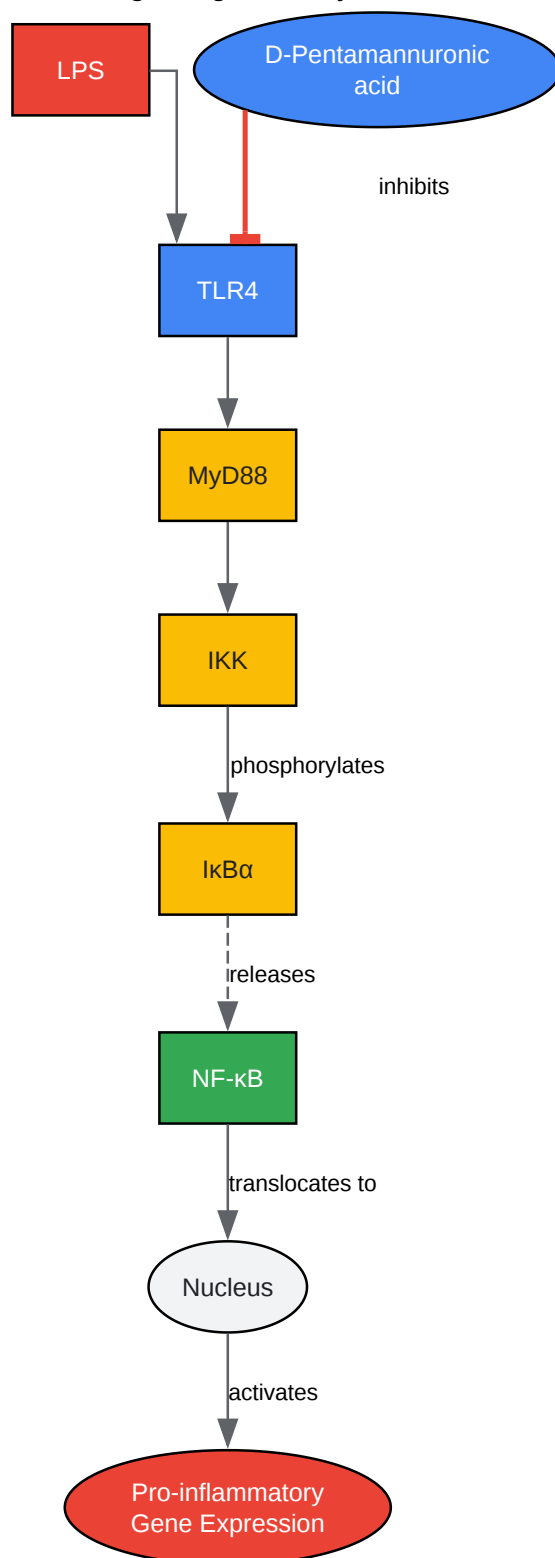 LPS
D-Pentamannuronic
acid
inhibits
TLR4
MyD88
IKK
phosphorylates
IκBα
releases
NF-κB
translocates to
Nucleus
activates
Pro-inflammatory
Gene Expression